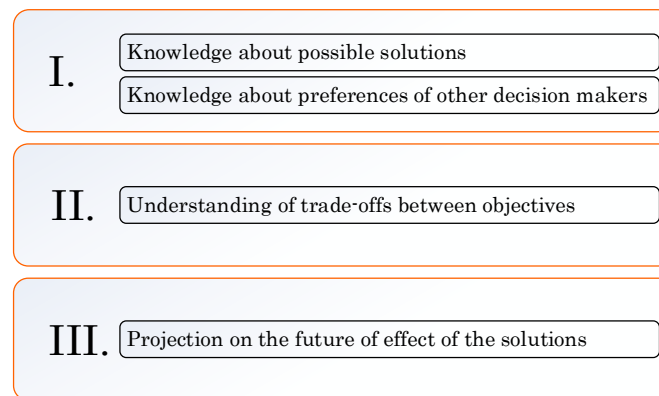 I.
Knowledge about possible solutions
Knowledge about preferences of other decision makers
II.
Understanding of trade-offs between objectives
III.
Projection on the future of effect of the solutions